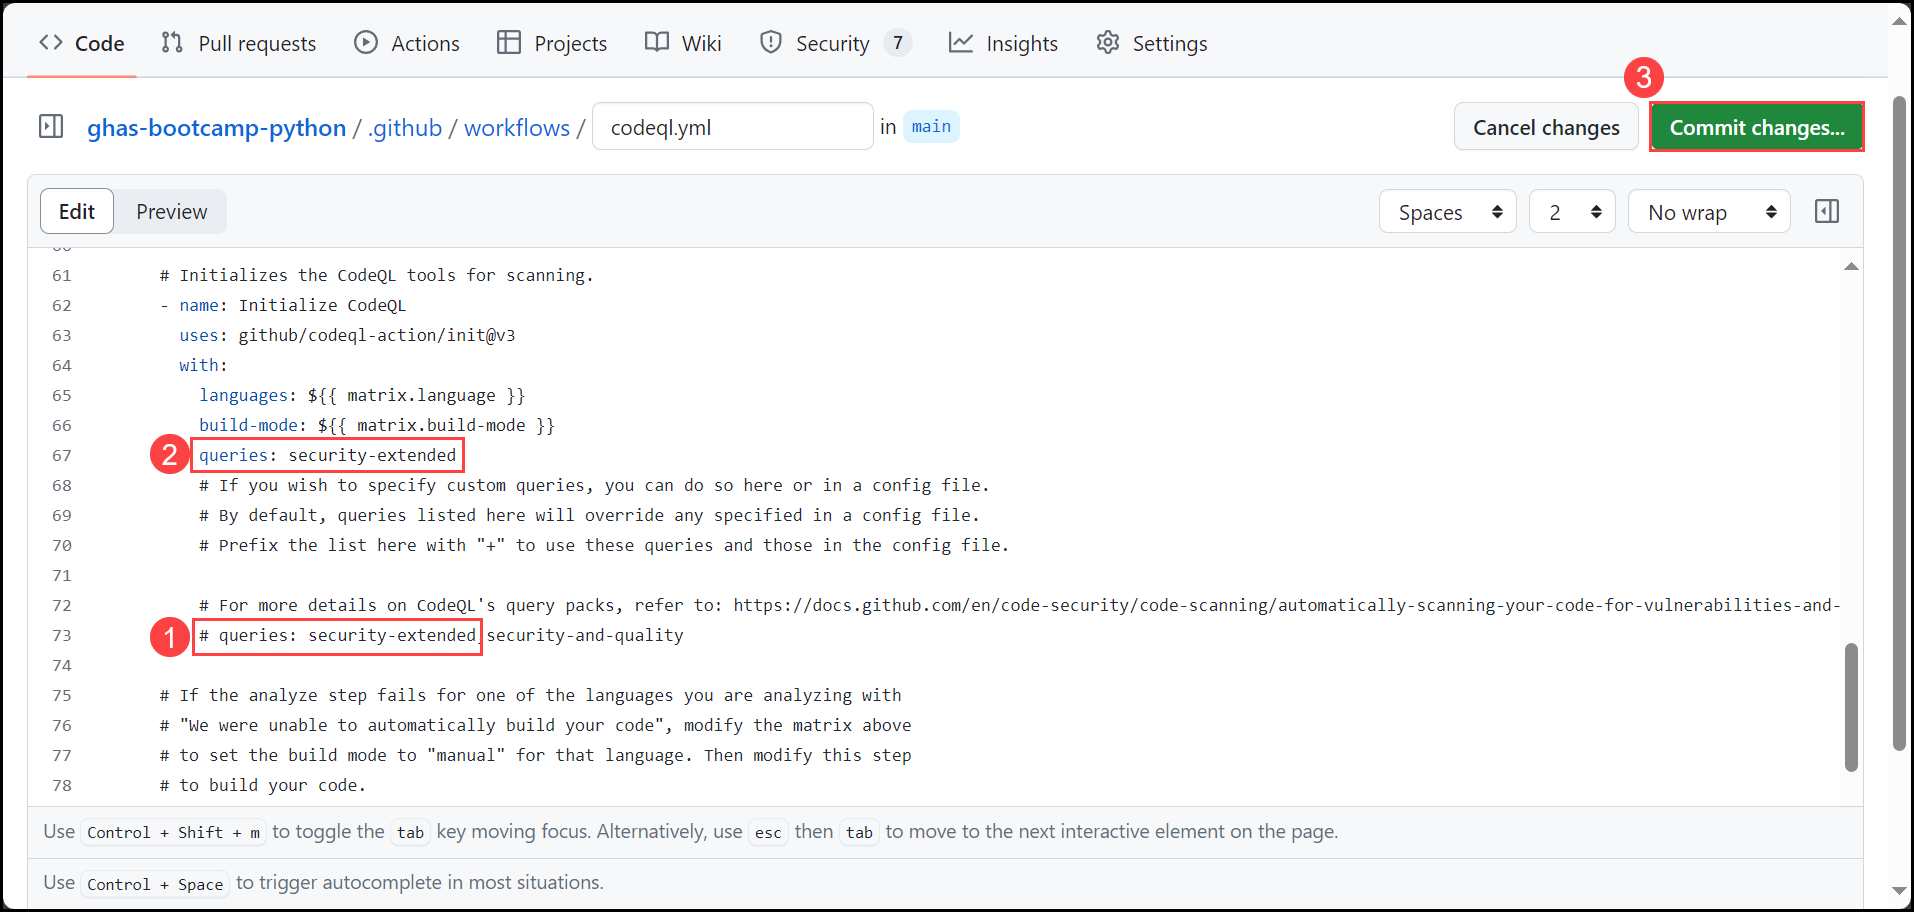 Code Pull requests Actions Projects Wiki Security 7 Insights Settings
3
ghas-bootcamp-python / .github / workflows / codeql.yml in main Cancel changes Commit changes...
Edit Preview Spaces 2 No wrap
61 # Initializes the CodeQL tools for scanning.
62 - name: Initialize CodeQL
63 uses: github/codeql-action/init@v3
64 with:
65 languages: ${{ matrix.language }}
66 build-mode: ${{ matrix.build-mode }}
2 67 queries: security-extended
68 # If you wish to specify custom queries, you can do so here or in a config file.
69 # By default, queries listed here will override any specified in a config file.
70 # Prefix the list here with "+" to use these queries and those in the config file.
71
72 # For more details on CodeQL's query packs, refer to: https://docs.github.com/en/code-security/code-scanning/automatically-scanning-your-code-for-vulnerabilities-and-
1 73 # queries: security-extended,security-and-quality
74
75 # If the analyze step fails for one of the languages you are analyzing with
76 # "We were unable to automatically build your code", modify the matrix above
77 # to set the build mode to "manual" for that language. Then modify this step
78 # to build your code.
Use Control + Shift + m to toggle the tab key moving focus. Alternatively, use esc then tab to move to the next interactive element on the page.
Use Control + Space to trigger autocomplete in most situations.